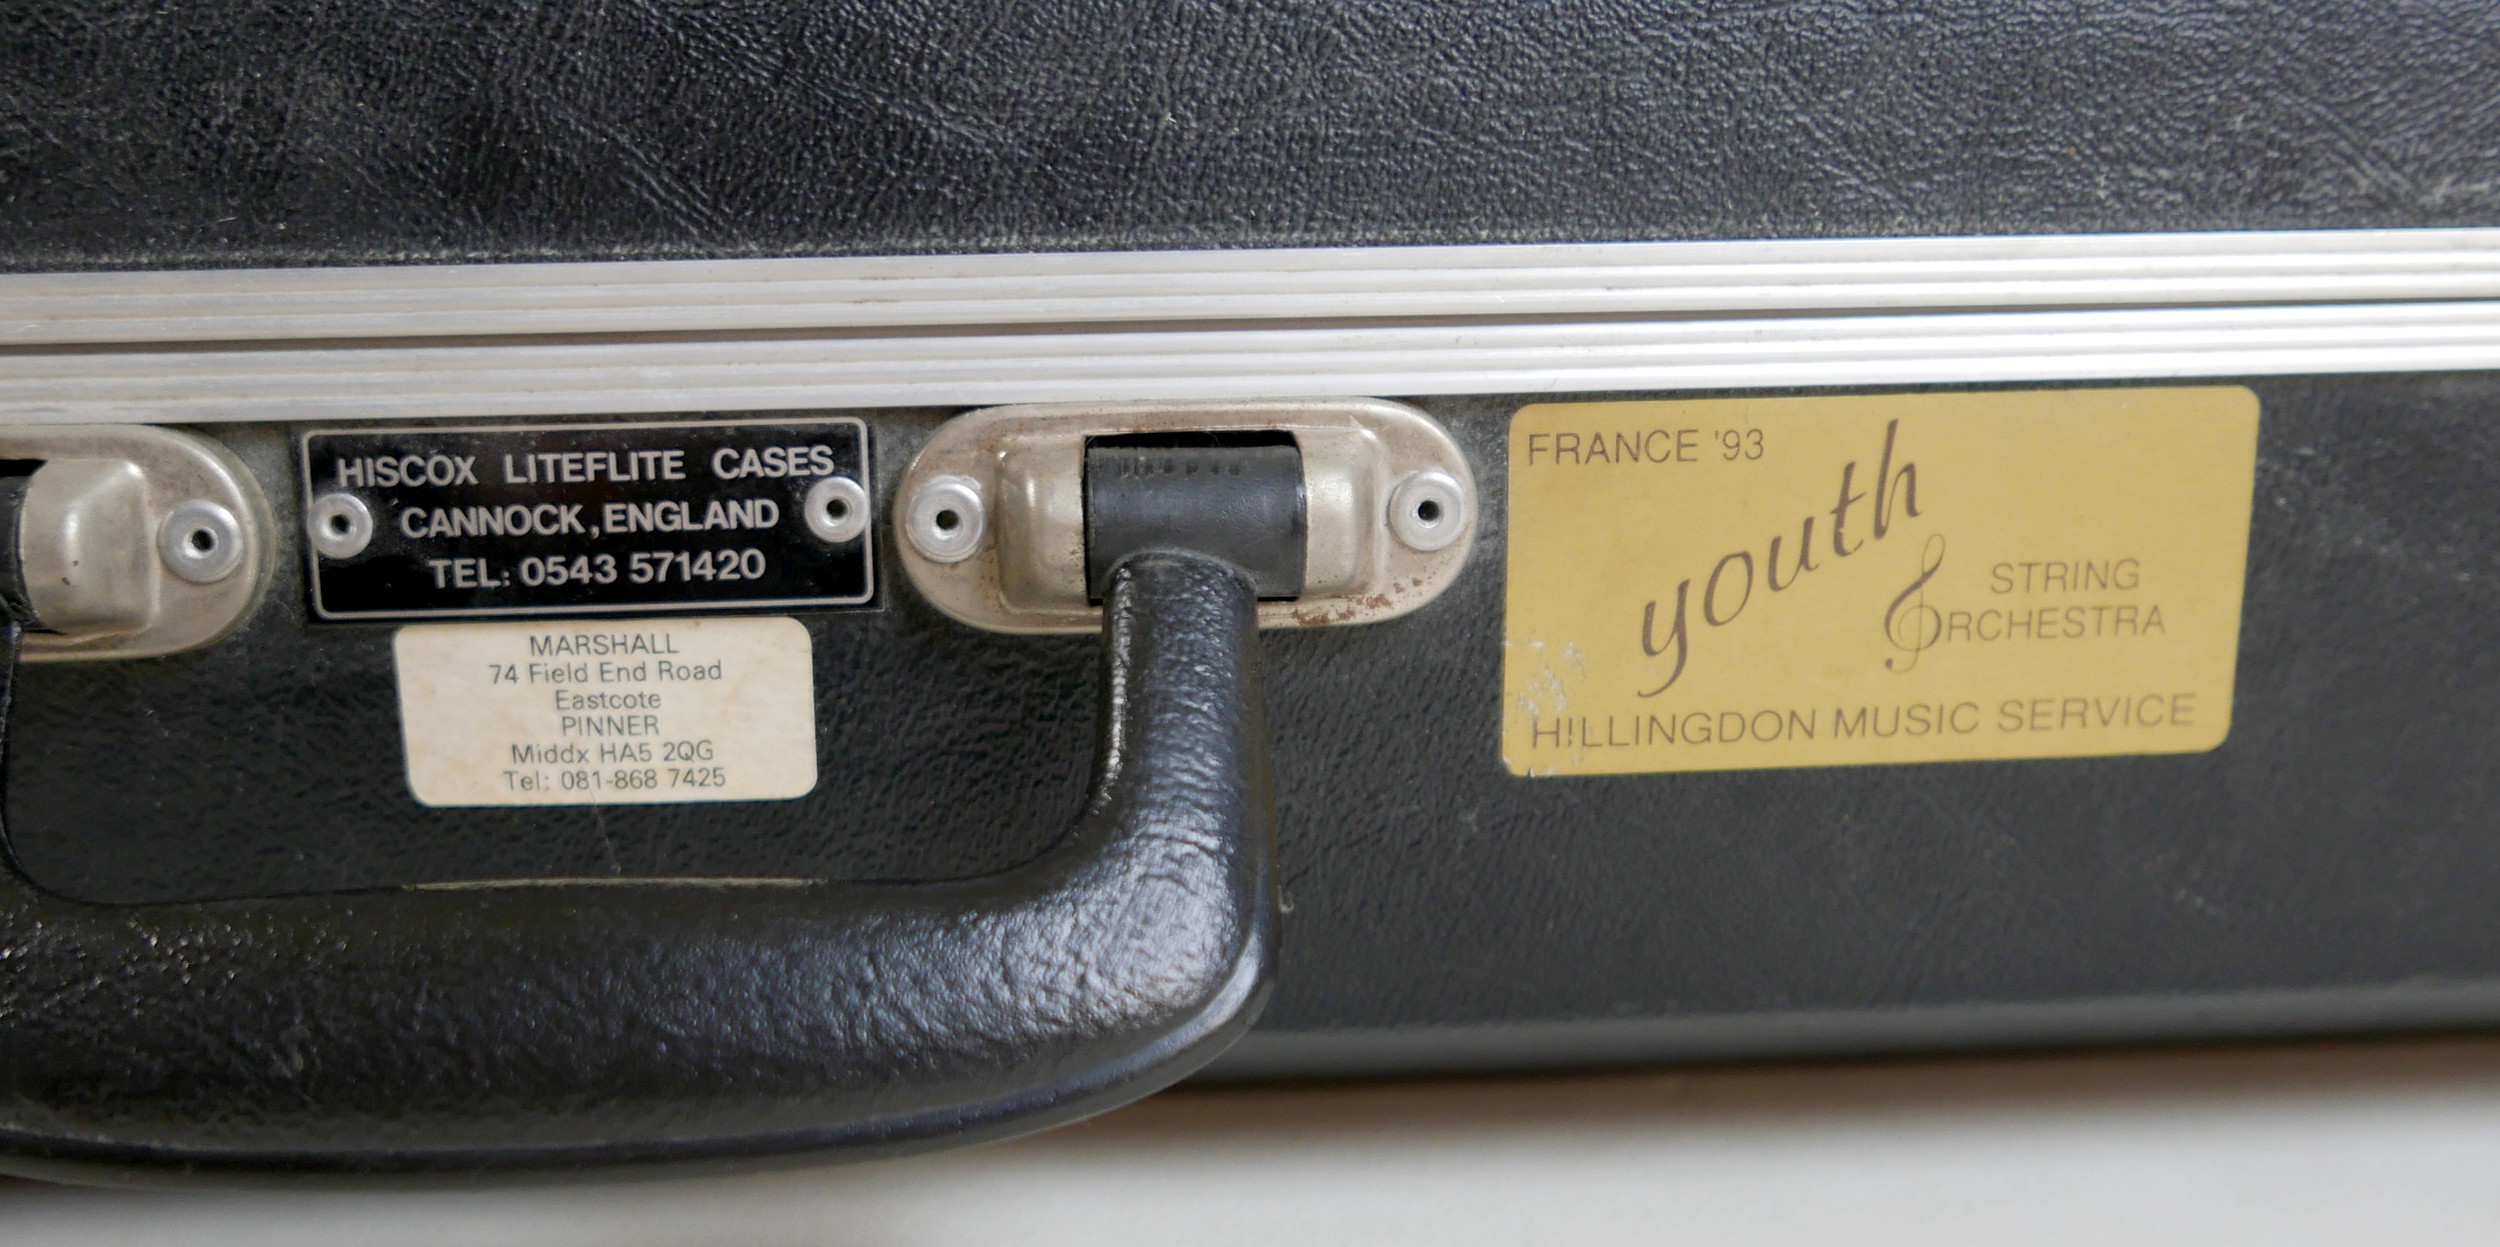 HISCOX LITEFLITE CASES
CANNOCK, ENGLAND
TEL: 0543 571420
MARSHALL
74 Field End Road
Eastcote
PINNER
Middx HA5 2QG
Tel: 081-868 7425
FRANCE '93
youth
STRING
ORCHESTRA
HILLINGDON MUSIC SERVICE